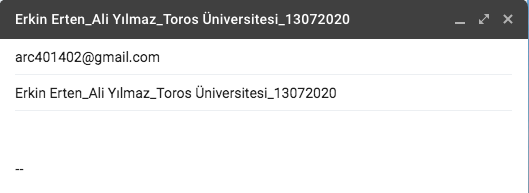 Erkin Erten_Ali Yılmaz_Toros Üniversitesi_13072020
arc401402@gmail.com
Erkin Erten_Ali Yılmaz_Toros Üniversitesi_13072020
--